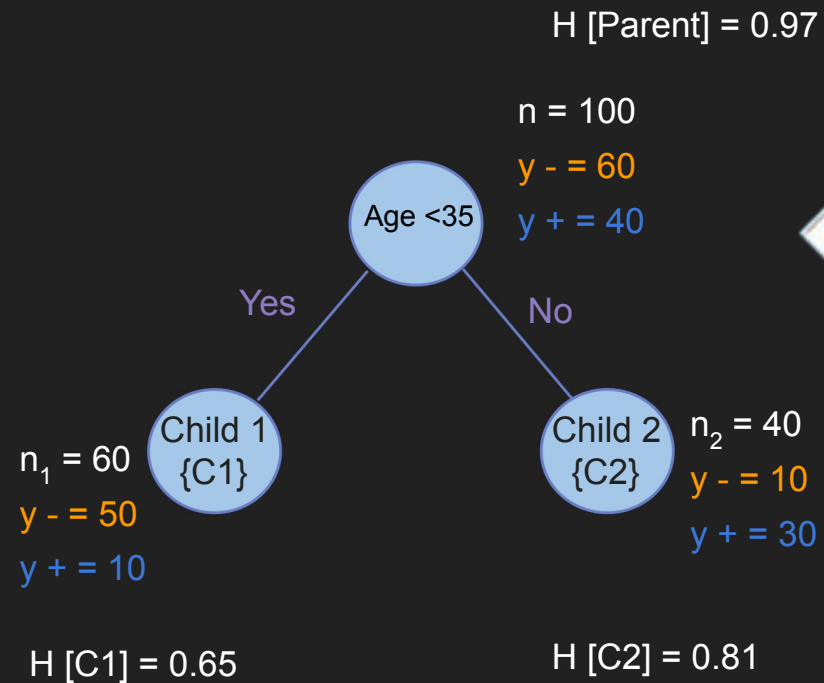 H [Parent] = 0.97
n = 100
y - = 60
y + = 40
Age <35
Yes
No
Child 1
{C1}
n₁ = 60
y - = 50
y + = 10
Child 2
{C2}
n₂ = 40
y - = 10
y + = 30
H [C1] = 0.65
H [C2] = 0.81